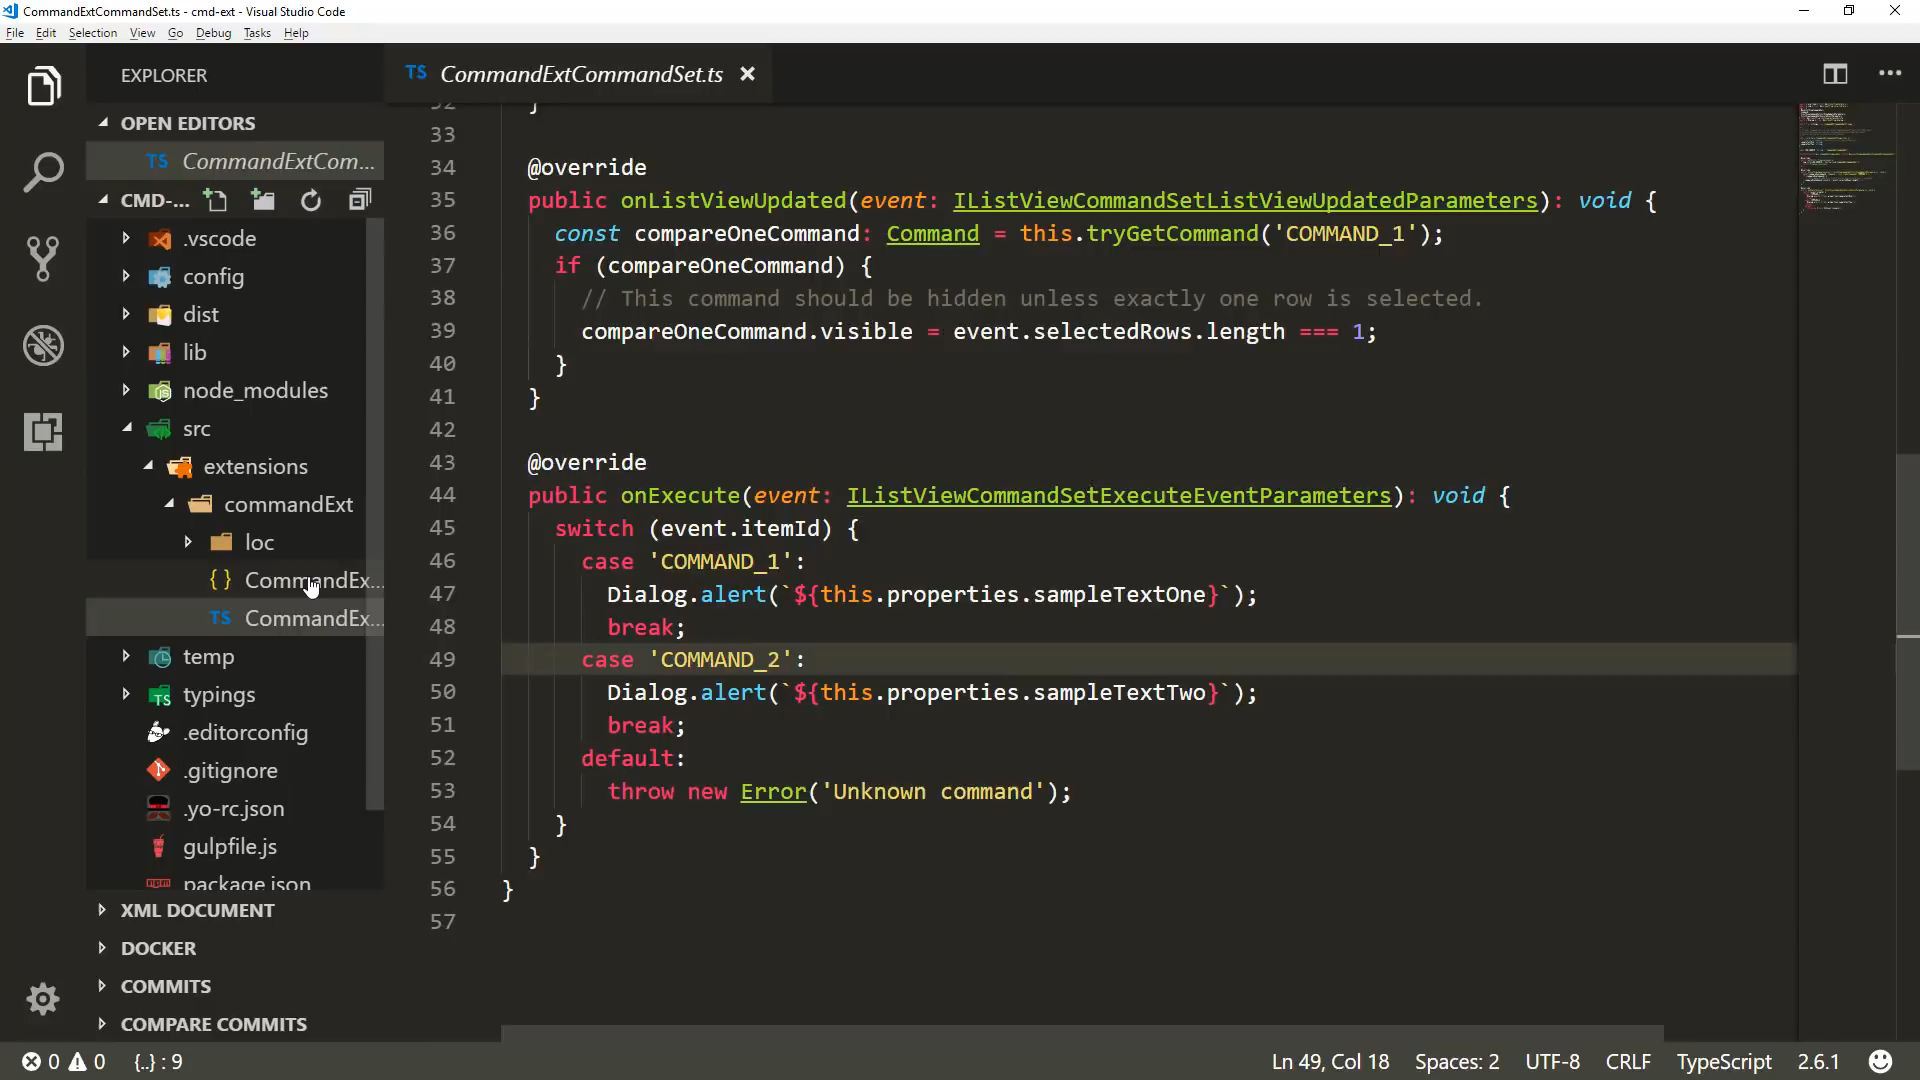 CommandExtCommandSet.ts - cmd-ext - Visual Studio Code
File Edit Selection View Go Debug Tasks Help
EXPLORER
OPEN EDITORS
TS CommandExtCom...
CMD-...
.vscode
config
dist
lib
node_modules
src
extensions
commandExt
loc
{} CommandEx...
TS CommandEx...
temp
typings
.editorconfig
.gitignore
.yo-rc.json
gulpfile.js
package.json
XML DOCUMENT
DOCKER
COMMITS
COMPARE COMMITS
TS CommandExtCommandSet.ts
32 }
33
34 @override
35 public onListViewUpdated(event: IListViewCommandSetListViewUpdatedParameters): void {
36 const compareOneCommand: Command = this.tryGetCommand('COMMAND_1');
37 if (compareOneCommand) {
38 // This command should be hidden unless exactly one row is selected.
39 compareOneCommand.visible = event.selectedRows.length === 1;
40 }
41 }
42
43 @override
44 public onExecute(event: IListViewCommandSetExecuteEventParameters): void {
45 switch (event.itemId) {
46 case 'COMMAND_1':
47 Dialog.alert(`${this.properties.sampleTextOne}`);
48 break;
49 case 'COMMAND_2':
50 Dialog.alert(`${this.properties.sampleTextTwo}`);
51 break;
52 default:
53 throw new Error('Unknown command');
54 }
55 }
56 }
57
0 0 {..} : 9 Ln 49, Col 18 Spaces: 2 UTF-8 CRLF TypeScript 2.6.1